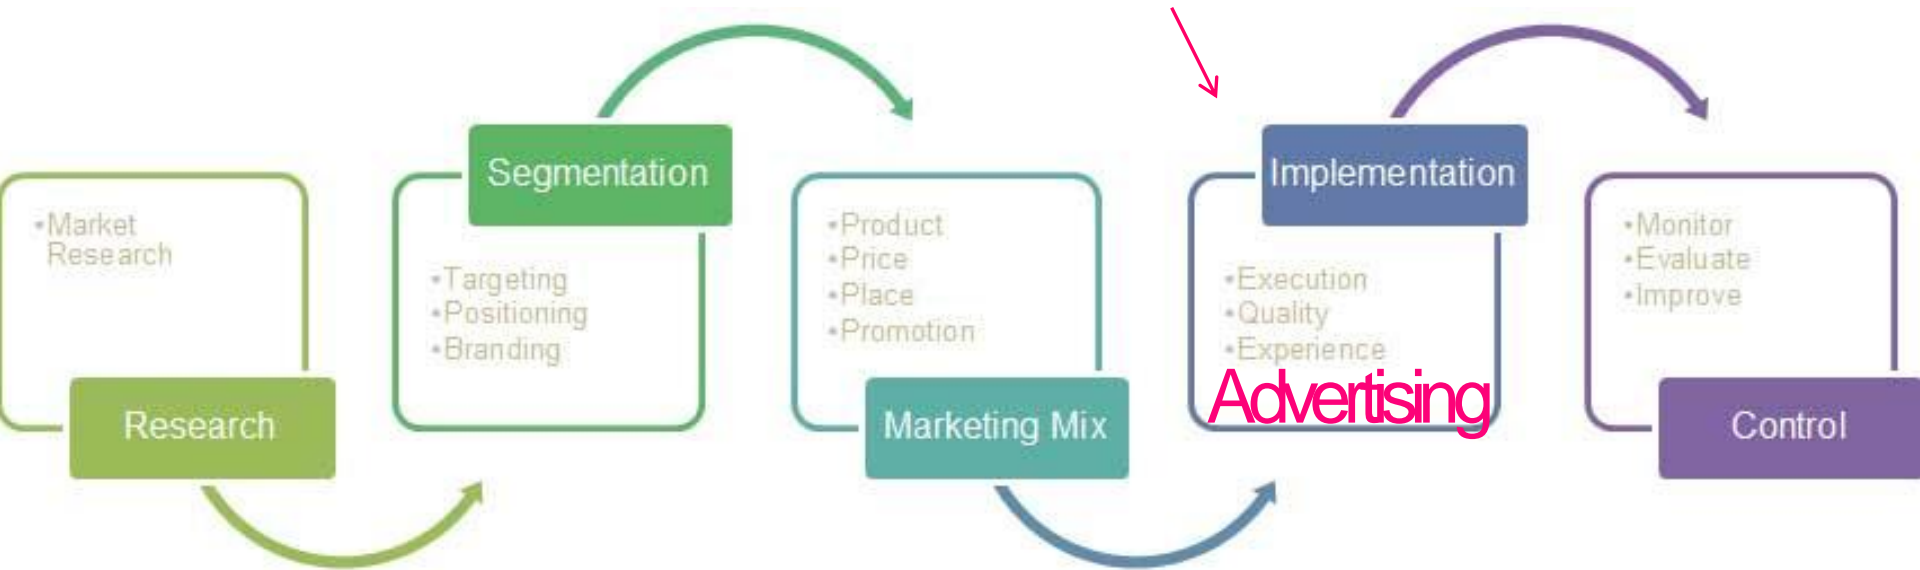 •Market
Research
Research
Segmentation
•Targeting
•Positioning
•Branding
•Product
•Price
•Place
•Promotion
Marketing Mix
Implementation
•Execution
•Quality
•Experience
Advertising
•Monitor
•Evaluate
•Improve
Control